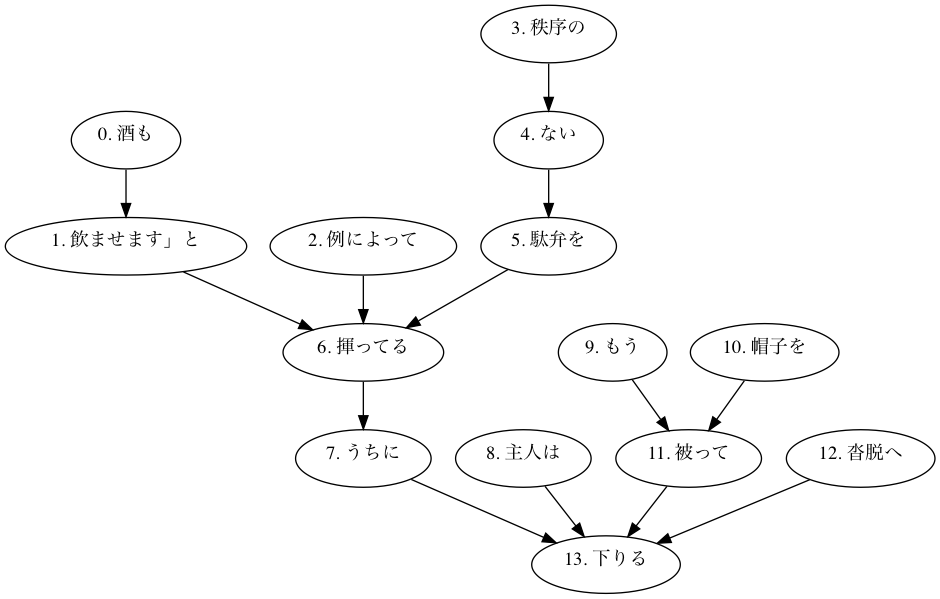 3. 秩序の
0. 酒も
4. ない
1. 飲ませます」と
2. 例によって
5. 駄弁を
6. 揮ってる
9. もう
10. 帽子を
7. うちに
8. 主人は
11. 被って
12. 沓脱へ
13. 下りる